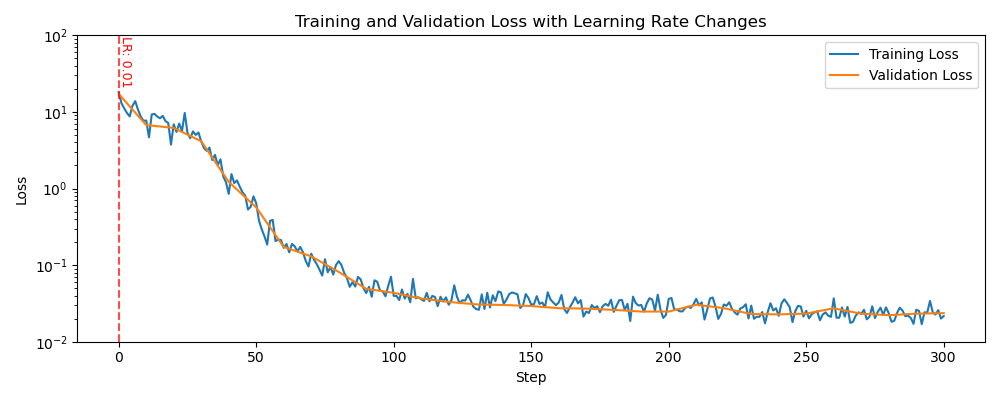 Training and Validation Loss with Learning Rate Changes
Loss
10²
10¹
10⁰
10⁻¹
10⁻²
LR: 0.01
Training Loss
Validation Loss
0 50 100 150 200 250 300
Step